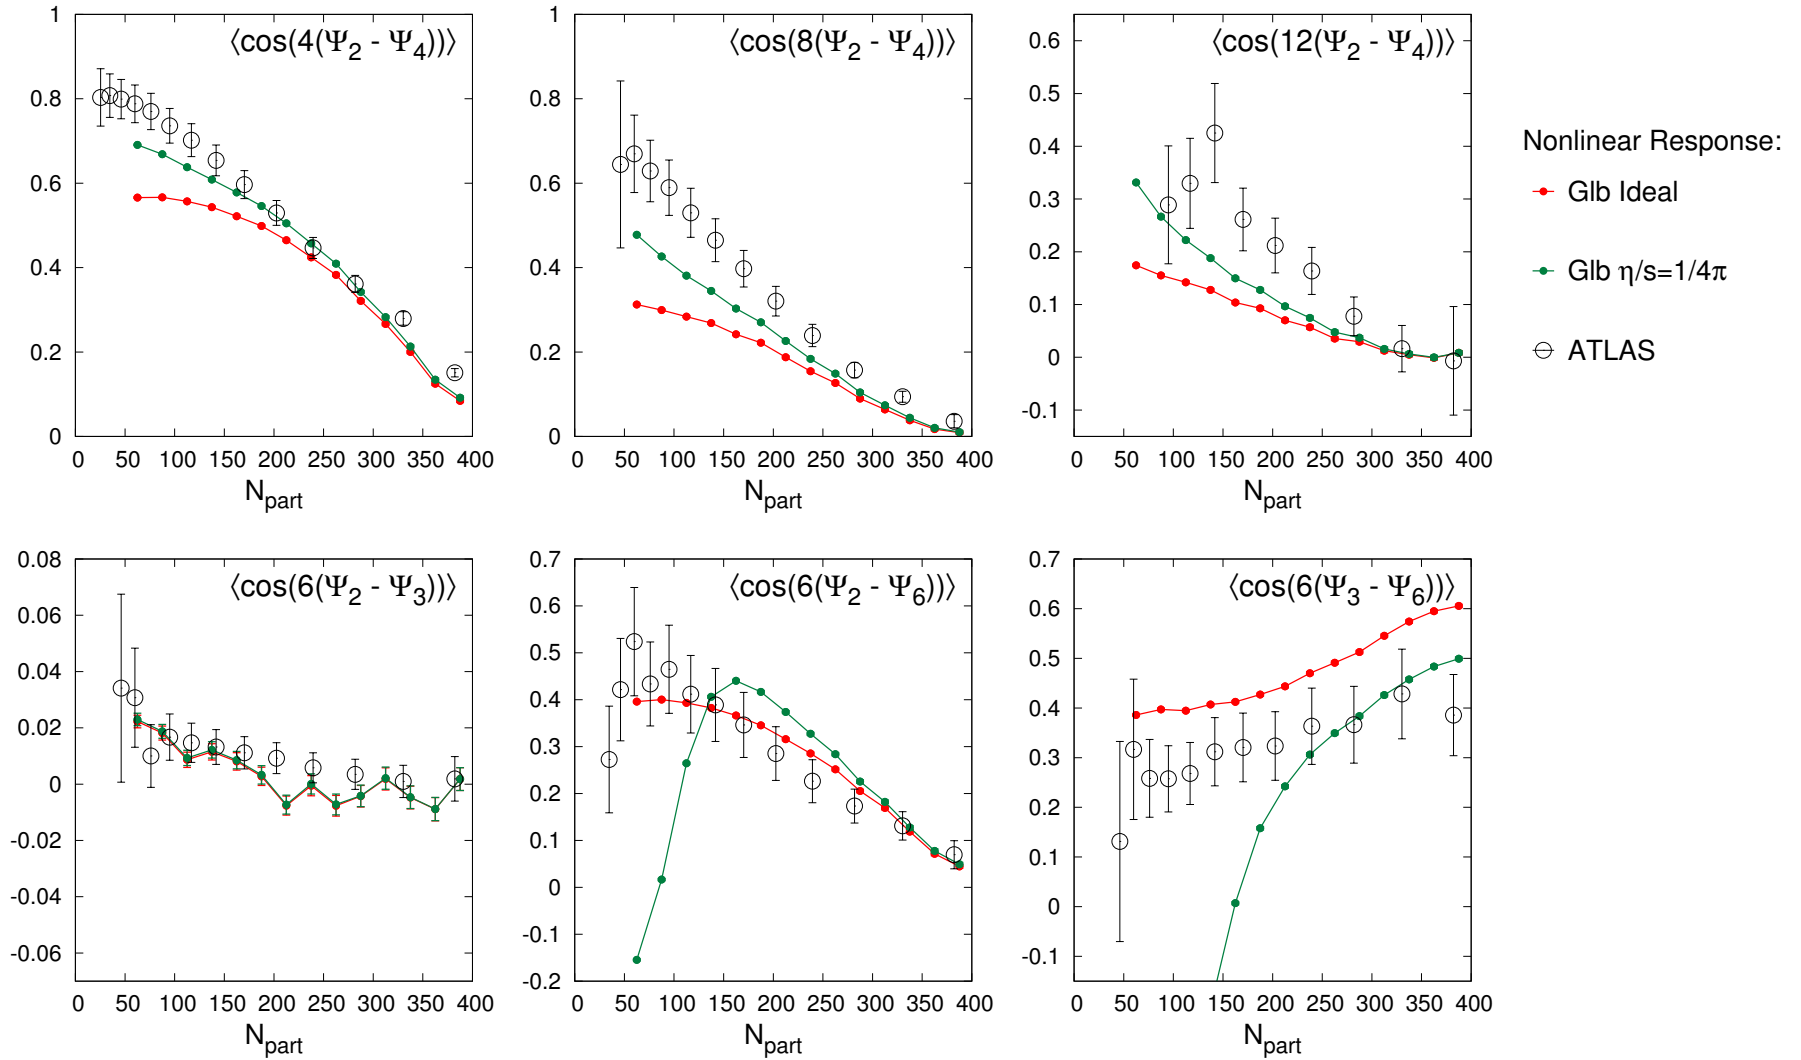 ⟨cos(4(Ψ2 - Ψ4))⟩
1
0.8
0.6
0.4
0.2
0
0 50 100 150 200 250 300 350 400
Npart
⟨cos(8(Ψ2 - Ψ4))⟩
1
0.8
0.6
0.4
0.2
0
0 50 100 150 200 250 300 350 400
Npart
⟨cos(12(Ψ2 - Ψ4))⟩
0.6
0.5
0.4
0.3
0.2
0.1
0
-0.1
0 50 100 150 200 250 300 350 400
Npart
Nonlinear Response:
Glb Ideal
Glb η/s=1/4π
ATLAS
⟨cos(6(Ψ2 - Ψ3))⟩
0.08
0.06
0.04
0.02
0
-0.02
-0.04
-0.06
0 50 100 150 200 250 300 350 400
Npart
⟨cos(6(Ψ2 - Ψ6))⟩
0.7
0.6
0.5
0.4
0.3
0.2
0.1
0
-0.1
-0.2
0 50 100 150 200 250 300 350 400
Npart
⟨cos(6(Ψ3 - Ψ6))⟩
0.7
0.6
0.5
0.4
0.3
0.2
0.1
0
-0.1
0 50 100 150 200 250 300 350 400
Npart